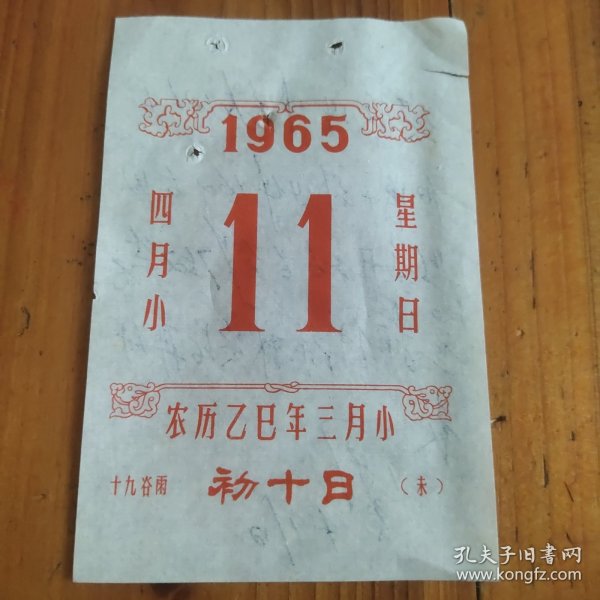 1965
四月小
11
星期日
农历乙巳年三月小
十九谷雨
初十日
（未）
孔夫子旧书网
www.kongfz.com